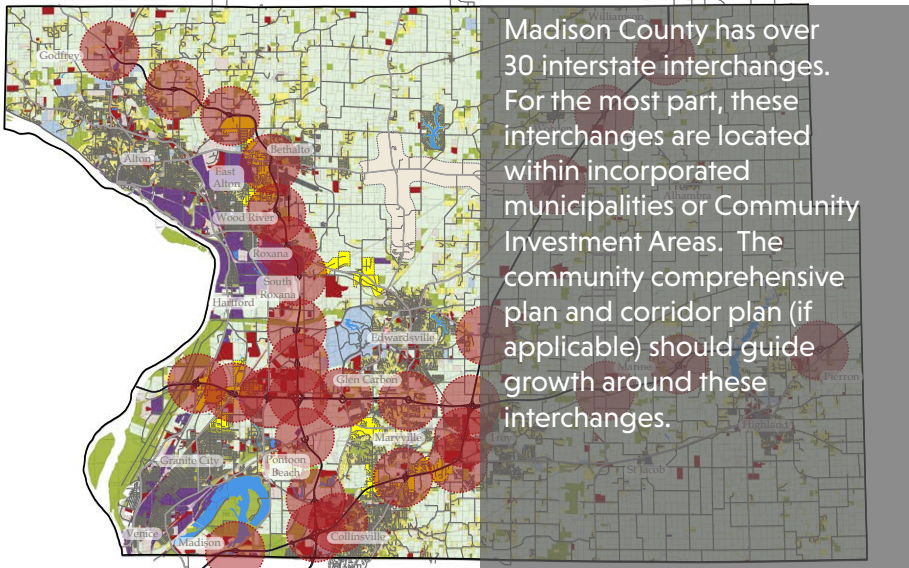 Madison County has over
30 interstate interchanges.
For the most part, these
interchanges are located
within incorporated
municipalities or Community
Investment Areas.  The
community comprehensive
plan and corridor plan (if
applicable) should guide
growth around these
interchanges.
Williamson
Godfrey
Alton
Bethalto
East
Alton
Wood River
Roxana
South
Roxana
Hartford
Edwardsville
Glen Carbon
Maryville
Granite City
Pontoon
Beach
Venice
Madison
Collinsville
Troy
Alhambra
Marine
Pierron
Highland
St Jacob